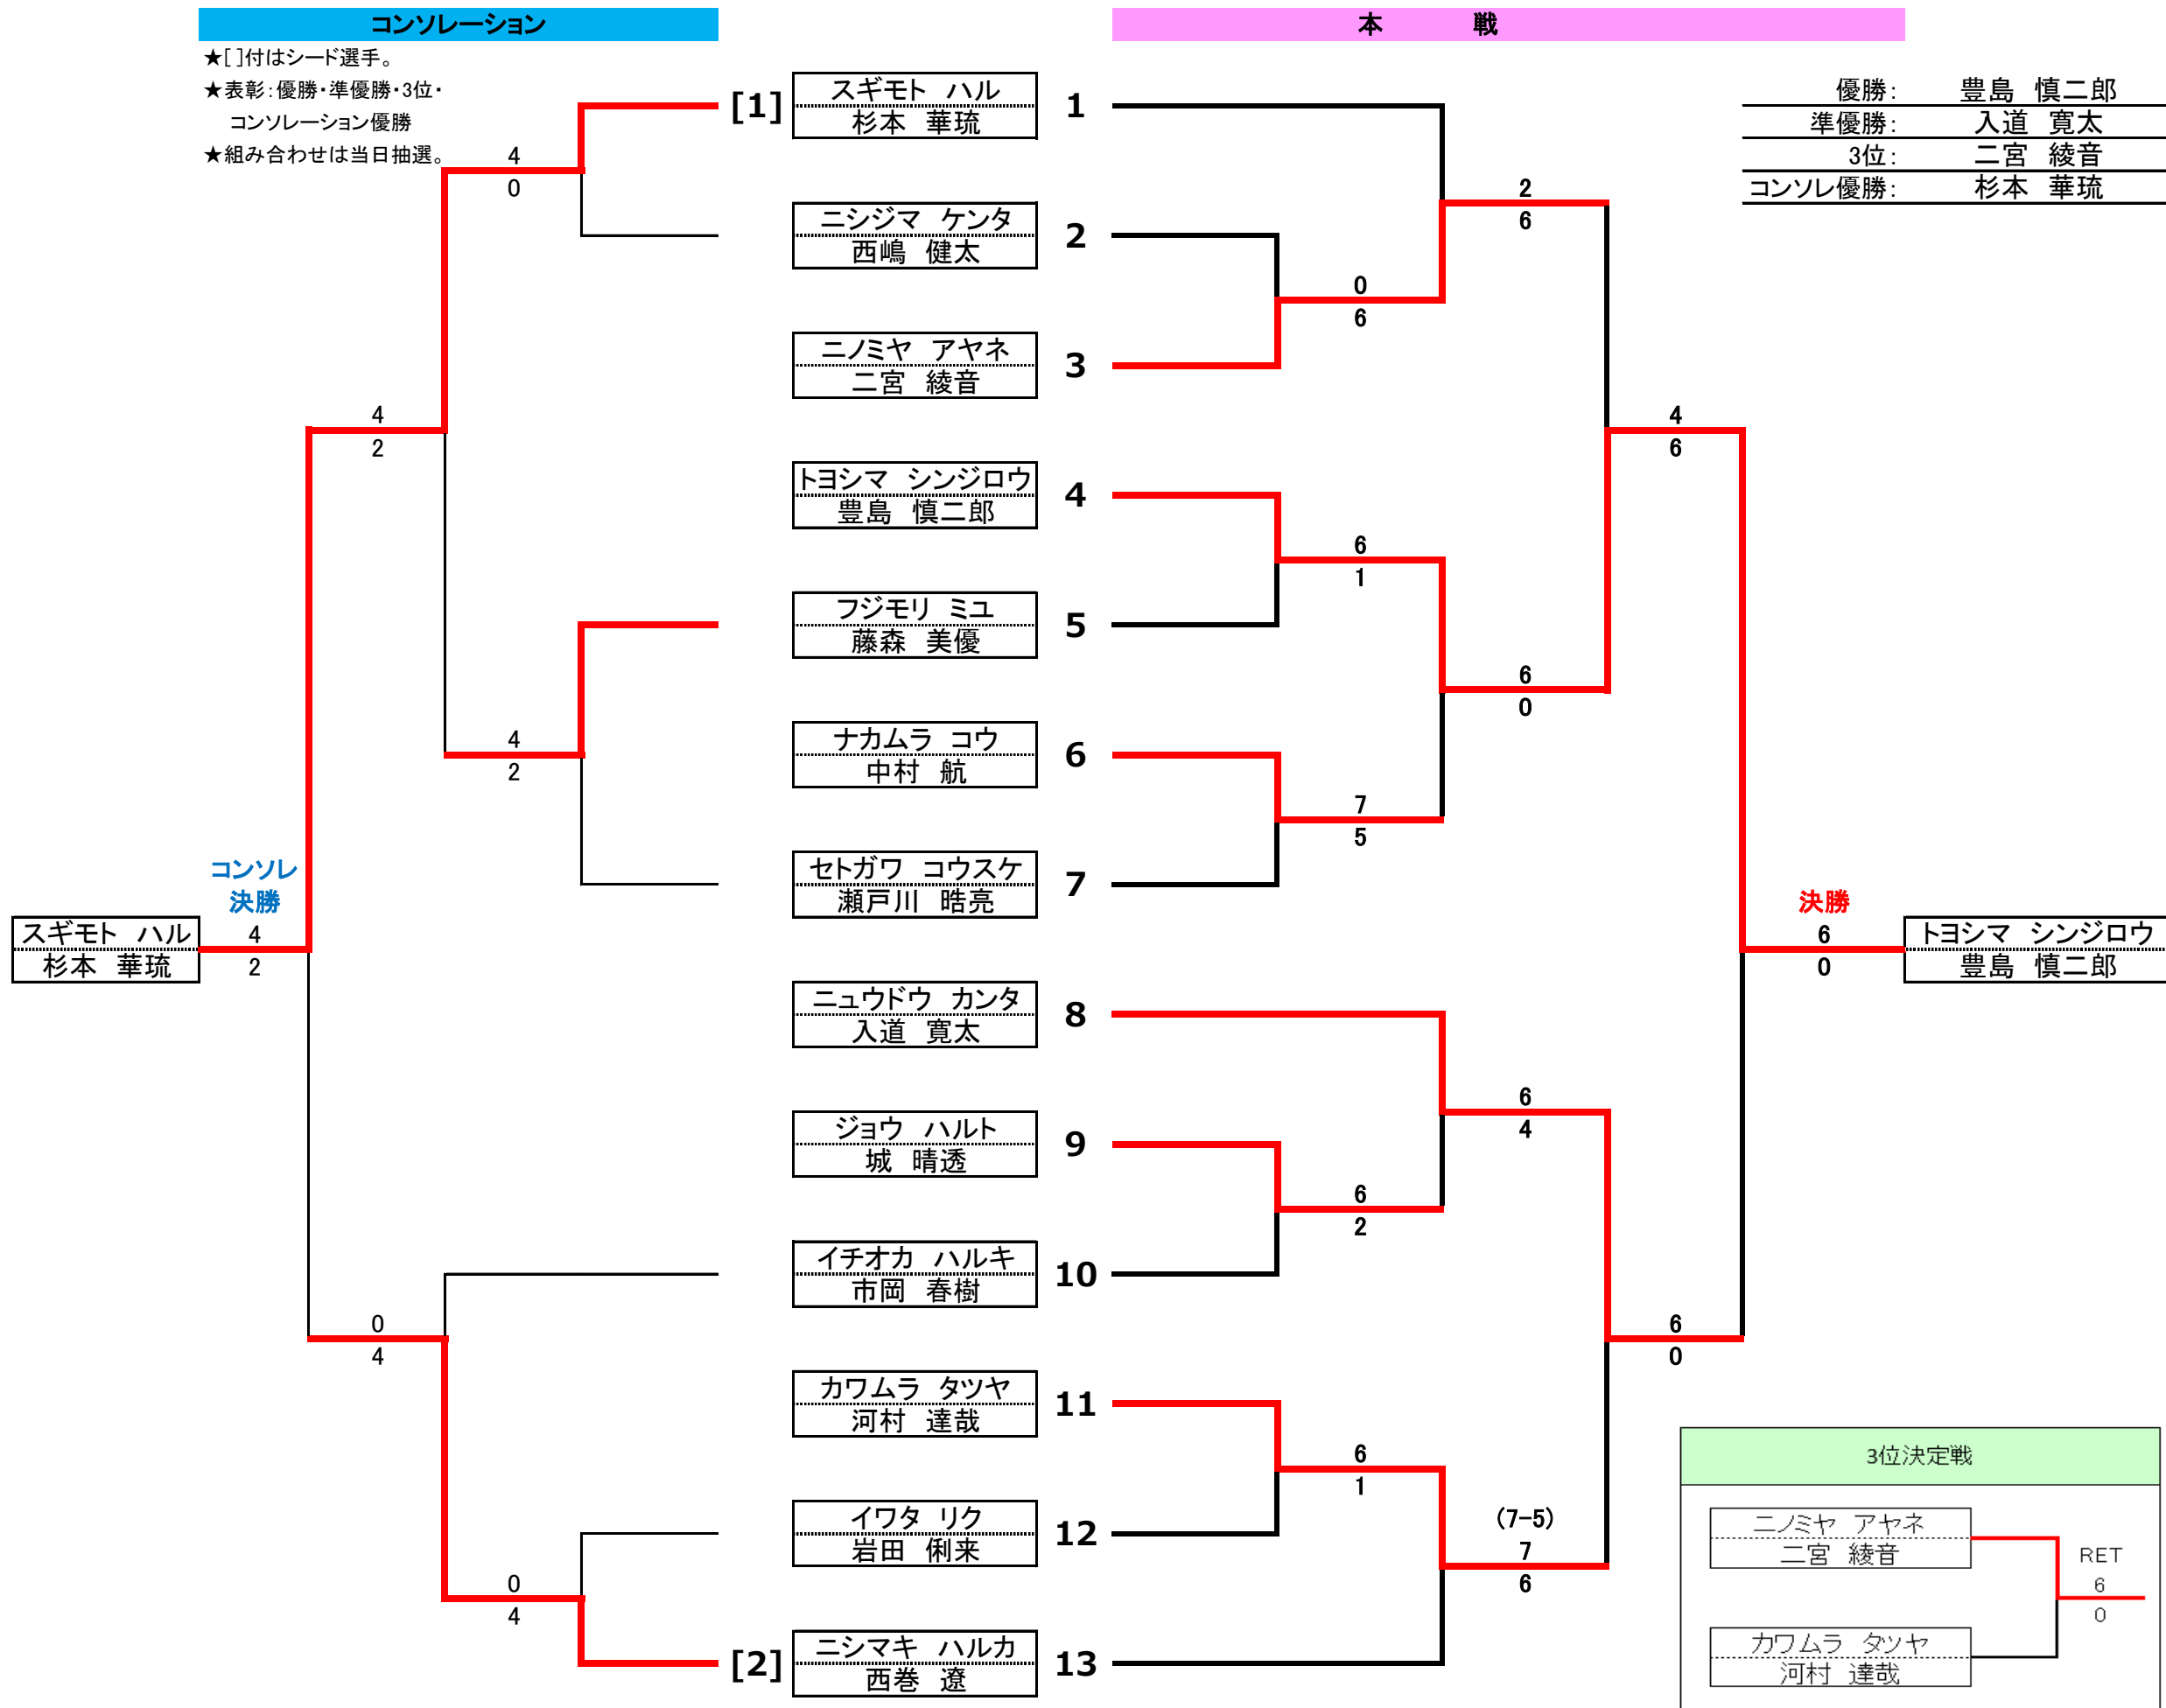 コンソレーション
本 戦
★[ ]付はシード選手。
★表彰：優勝・準優勝・3位・
コンソレーション優勝
★組み合わせは当日抽選。
優勝： 豊島 慎二郎
準優勝： 入道 寛太
3位： 二宮 綾音
コンソレ優勝： 杉本 華琉
[1] スギモト ハル 1
杉本 華琉
4
0
2
6
ニシジマ ケンタ 2
西嶋 健太
0
6
ニノミヤ アヤネ 3
二宮 綾音
4
2
4
6
トヨシマ シンジロウ 4
豊島 慎二郎
6
1
フジモリ ミユ 5
藤森 美優
6
0
ナカムラ コウ 6
中村 航
4
2
7
5
セトガワ コウスケ 7
瀬戸川 晧亮
コンソレ
決勝
4
2
スギモト ハル
杉本 華琉
決勝
6
0
トヨシマ シンジロウ
豊島 慎二郎
ニュウドウ カンタ 8
入道 寛太
6
4
ジョウ ハルト 9
城 晴透
6
2
イチオカ ハルキ 10
市岡 春樹
0
4
6
0
カワムラ タツヤ 11
河村 達哉
6
1
イワタ リク 12
岩田 俐来
(7-5)
7
6
0
4
[2] ニシマキ ハルカ 13
西巻 遼
3位決定戦
ニノミヤ アヤネ
二宮 綾音
RET
6
0
カワムラ タツヤ
河村 達哉